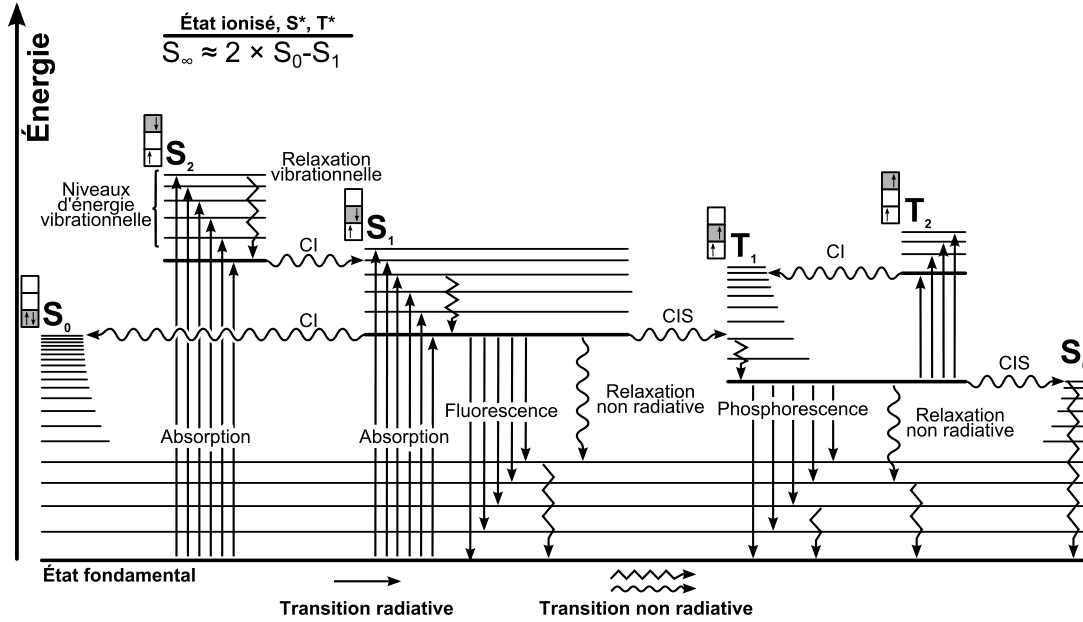 État ionisé, S*, T*
S∞ ≈ 2 × S0-S1
Énergie
S2
Relaxation
vibrationnelle
Niveaux
d'énergie
vibrationnelle
S1
CI
T1
T2
CI
S0
CI
CIS
CIS
Absorption
Absorption
Fluorescence
Relaxation
non radiative
Phosphorescence
Relaxation
non radiative
État fondamental
Transition radiative
Transition non radiative